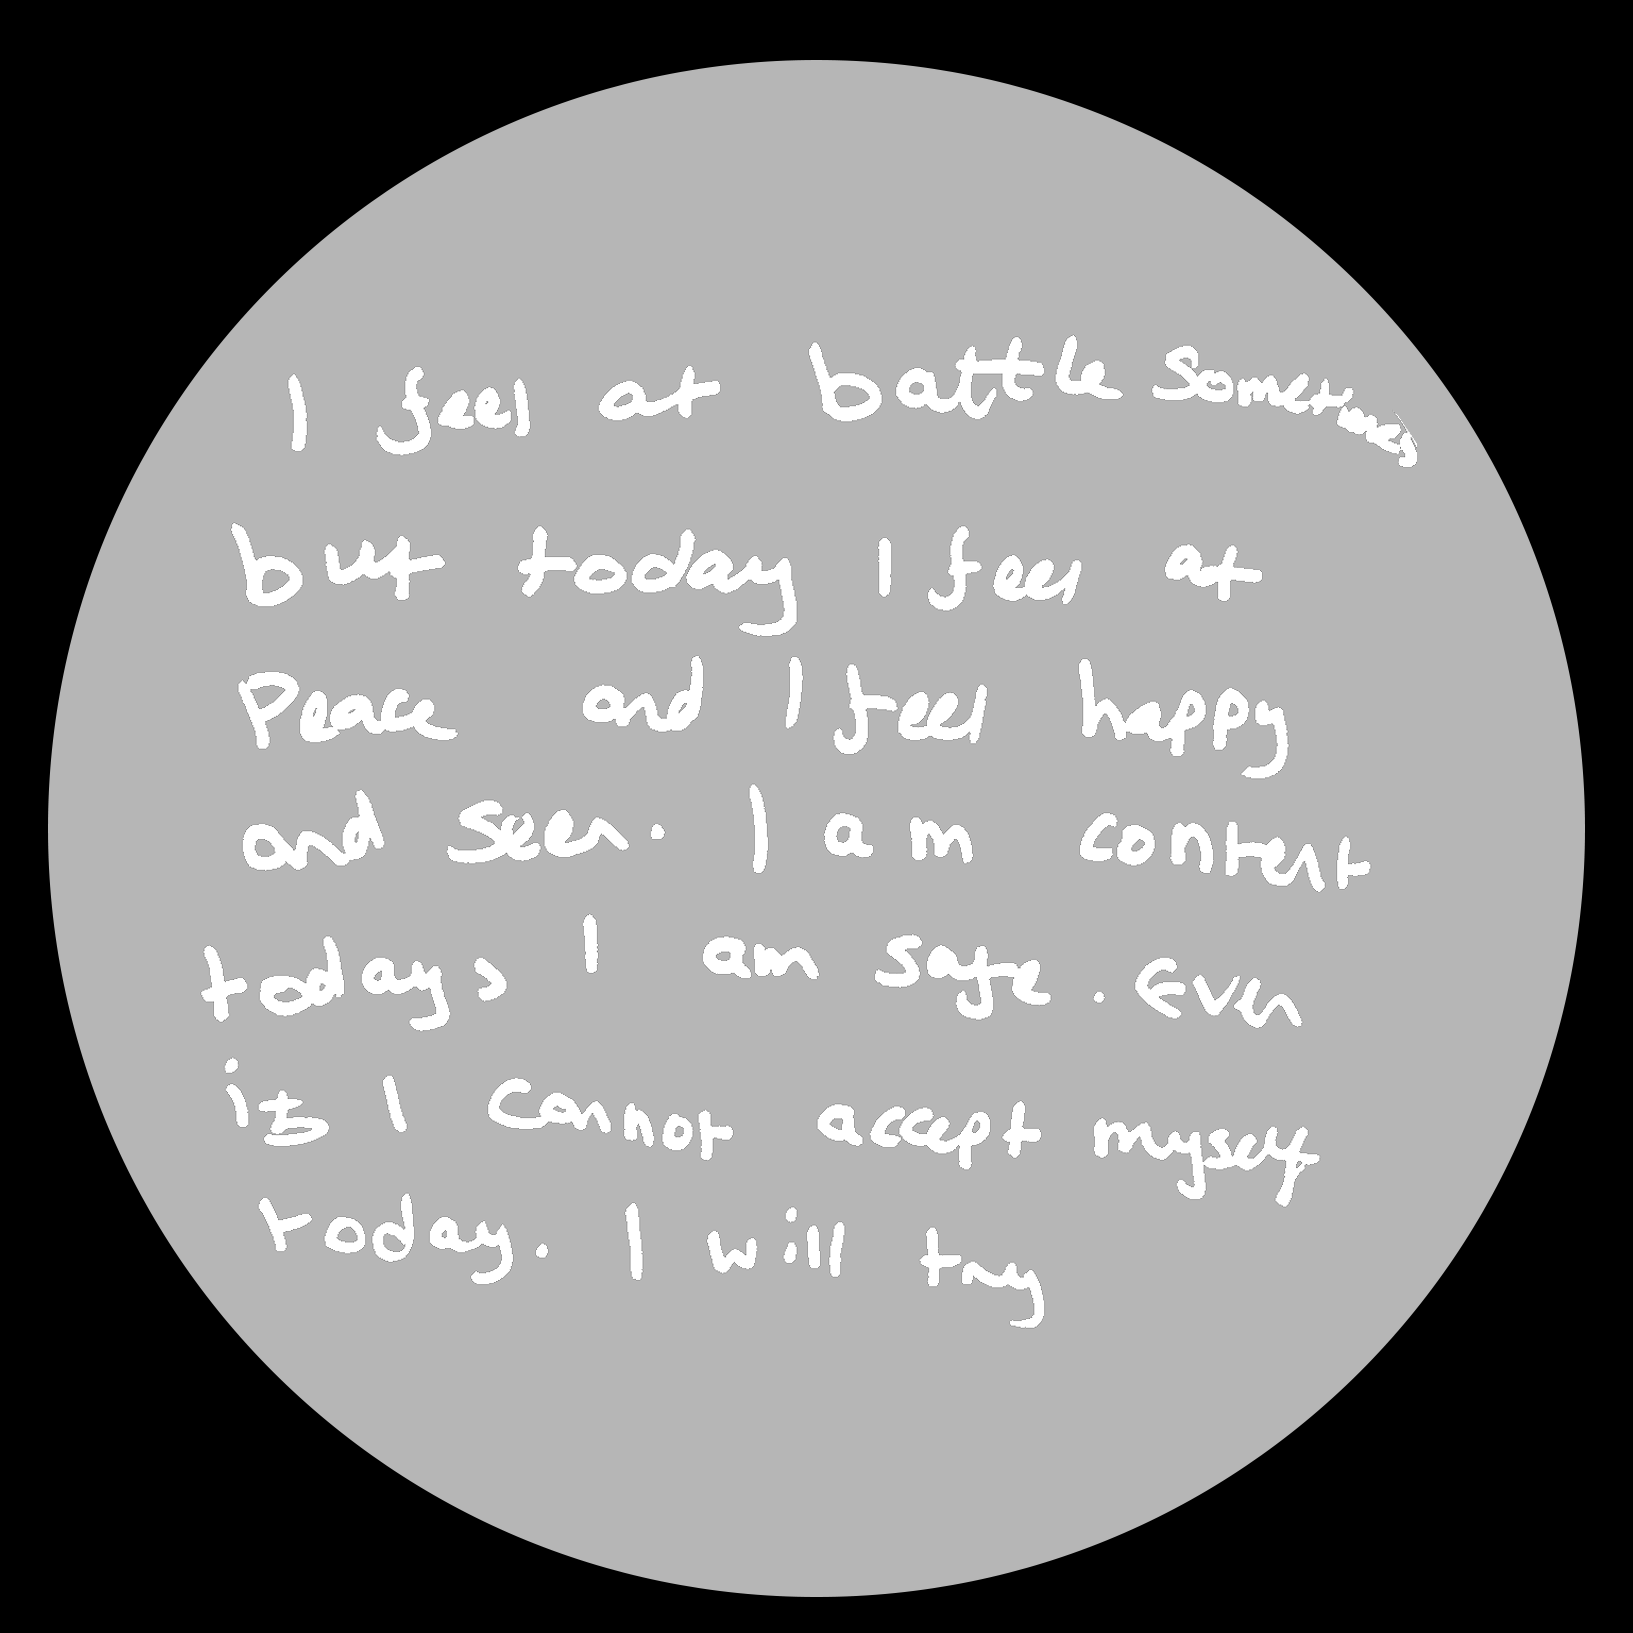 I feel at battle sometimes
but today I feel at
Peace and I feel happy
and seen. I am content
today, I am safe. Even
if I cannot accept myself
today. I will try